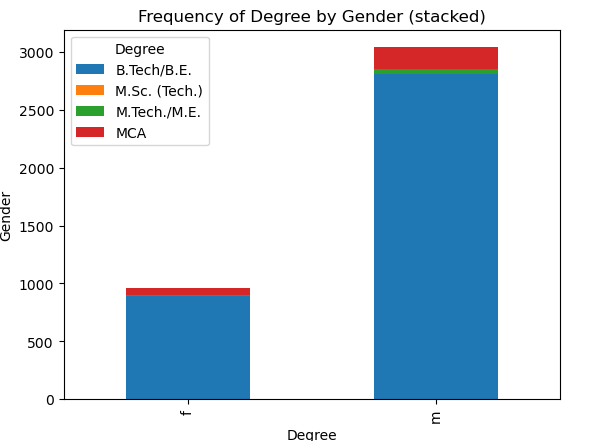 Frequency of Degree by Gender (stacked)
Degree
B.Tech/B.E.
M.Sc. (Tech.)
M.Tech./M.E.
MCA
3000
2500
2000
1500
1000
500
0
Gender
f
m
Degree